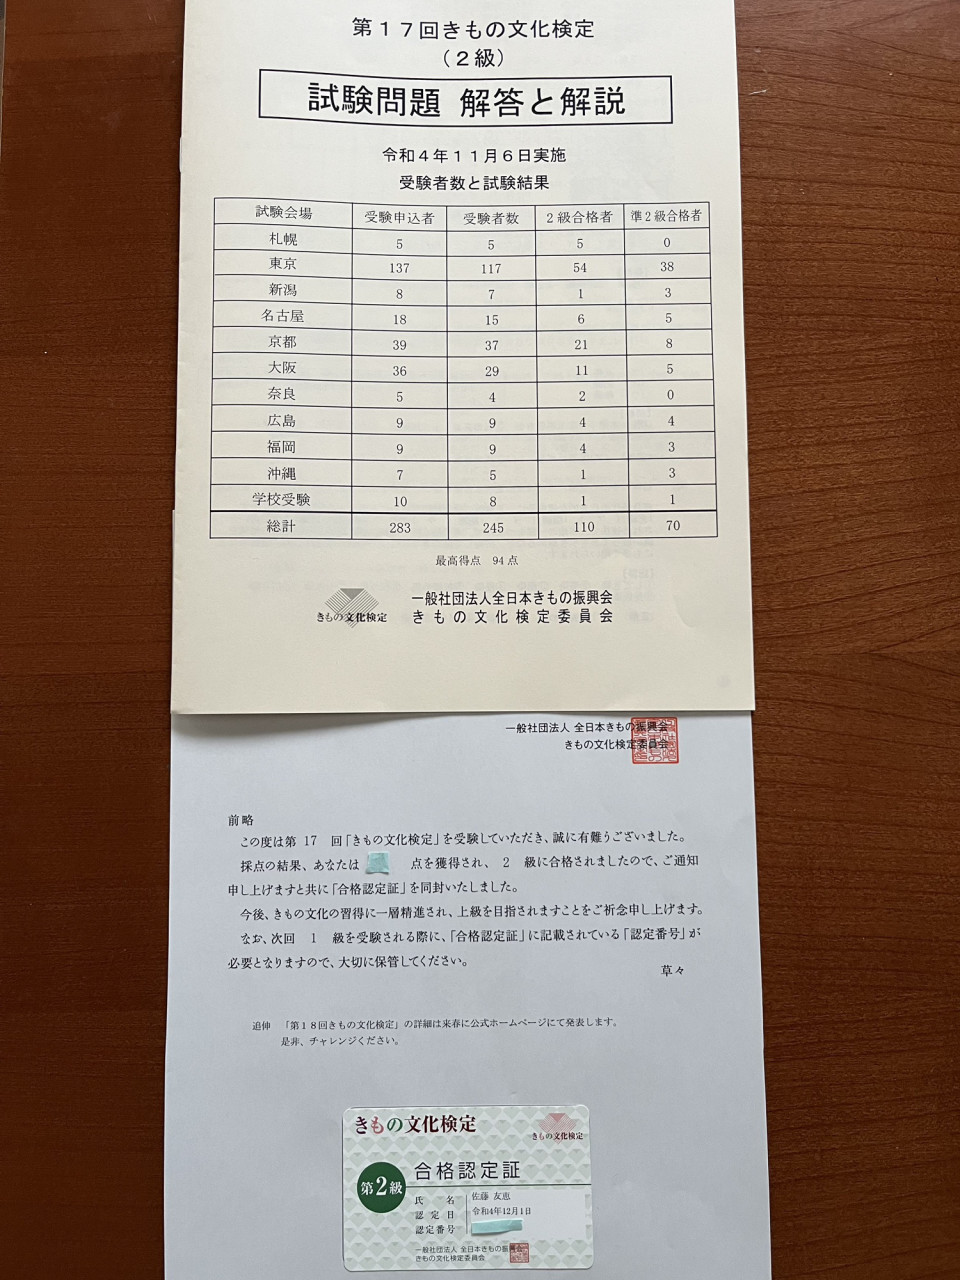 第１７回きもの文化検定
（２級）
試験問題 解答と解説
令和４年１１月６日実施
受験者数と試験結果
試験会場 受験申込者 受験者数 ２級合格者 準２級合格者
札幌 5 5 5 0
東京 137 117 54 38
新潟 8 7 1 3
名古屋 18 15 6 5
京都 39 37 21 8
大阪 36 29 11 5
奈良 5 4 2 0
広島 9 9 4 4
福岡 9 9 4 3
沖縄 7 5 1 3
学校受験 10 8 1 1
総計 283 245 110 70
最高得点　94 点
きもの文化検定
一般社団法人全日本きもの振興会
きもの文化検定委員会
一般社団法人 全日本きもの振興会
きもの文化検定委員会
前略
この度は第 17 回「きもの文化検定」を受験していただき、誠に有難うございました。
採点の結果、あなたは 点を獲得され、 2 級に合格されましたので、ご通知
申し上げますと共に「合格認定証」を同封いたしました。
今後、きもの文化の習得に一層精進され、上級を目指されますことをご祈念申し上げます。
なお、次回 1 級を受験される際に、「合格認定証」に記載されている「認定番号」が
必要となりますので、大切に保管してください。
草々
追伸 「第１８回きもの文化検定」の詳細は来春に公式ホームページにて発表します。
是非、チャレンジください。
きもの文化検定
きもの文化検定
第2級
合格認定証
氏名 佐藤 友恵
認定日 令和4年12月1日
認定番号
一般社団法人 全日本きもの振興会
きもの文化検定委員会